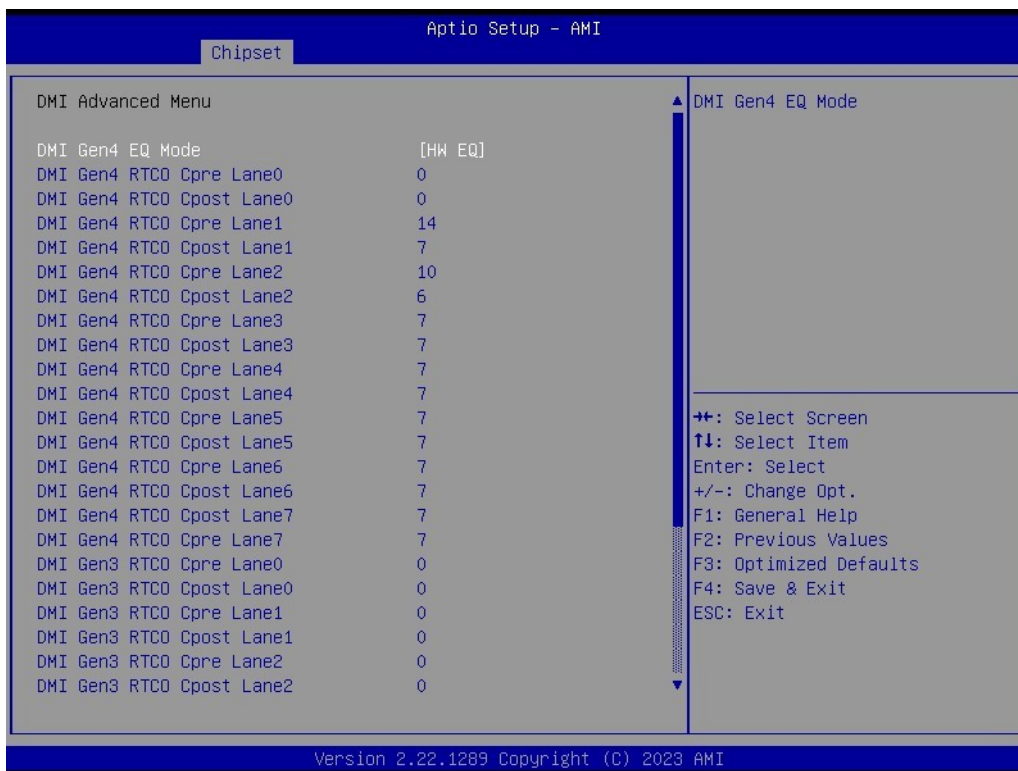 Aptio Setup – AMI
Chipset
DMI Advanced Menu
DMI Gen4 EQ Mode [HW EQ]
DMI Gen4 RTCO Cpre Lane0 0
DMI Gen4 RTCO Cpost Lane0 0
DMI Gen4 RTCO Cpre Lane1 14
DMI Gen4 RTCO Cpost Lane1 7
DMI Gen4 RTCO Cpre Lane2 10
DMI Gen4 RTCO Cpost Lane2 6
DMI Gen4 RTCO Cpre Lane3 7
DMI Gen4 RTCO Cpost Lane3 7
DMI Gen4 RTCO Cpre Lane4 7
DMI Gen4 RTCO Cpost Lane4 7
DMI Gen4 RTCO Cpre Lane5 7
DMI Gen4 RTCO Cpost Lane5 7
DMI Gen4 RTCO Cpre Lane6 7
DMI Gen4 RTCO Cpost Lane6 7
DMI Gen4 RTCO Cpost Lane7 7
DMI Gen4 RTCO Cpre Lane7 7
DMI Gen3 RTCO Cpre Lane0 0
DMI Gen3 RTCO Cpost Lane0 0
DMI Gen3 RTCO Cpre Lane1 0
DMI Gen3 RTCO Cpost Lane1 0
DMI Gen3 RTCO Cpre Lane2 0
DMI Gen3 RTCO Cpost Lane2 0
DMI Gen4 EQ Mode
→←: Select Screen
↑↓: Select Item
Enter: Select
+/-: Change Opt.
F1: General Help
F2: Previous Values
F3: Optimized Defaults
F4: Save & Exit
ESC: Exit
Version 2.22.1289 Copyright (C) 2023 AMI